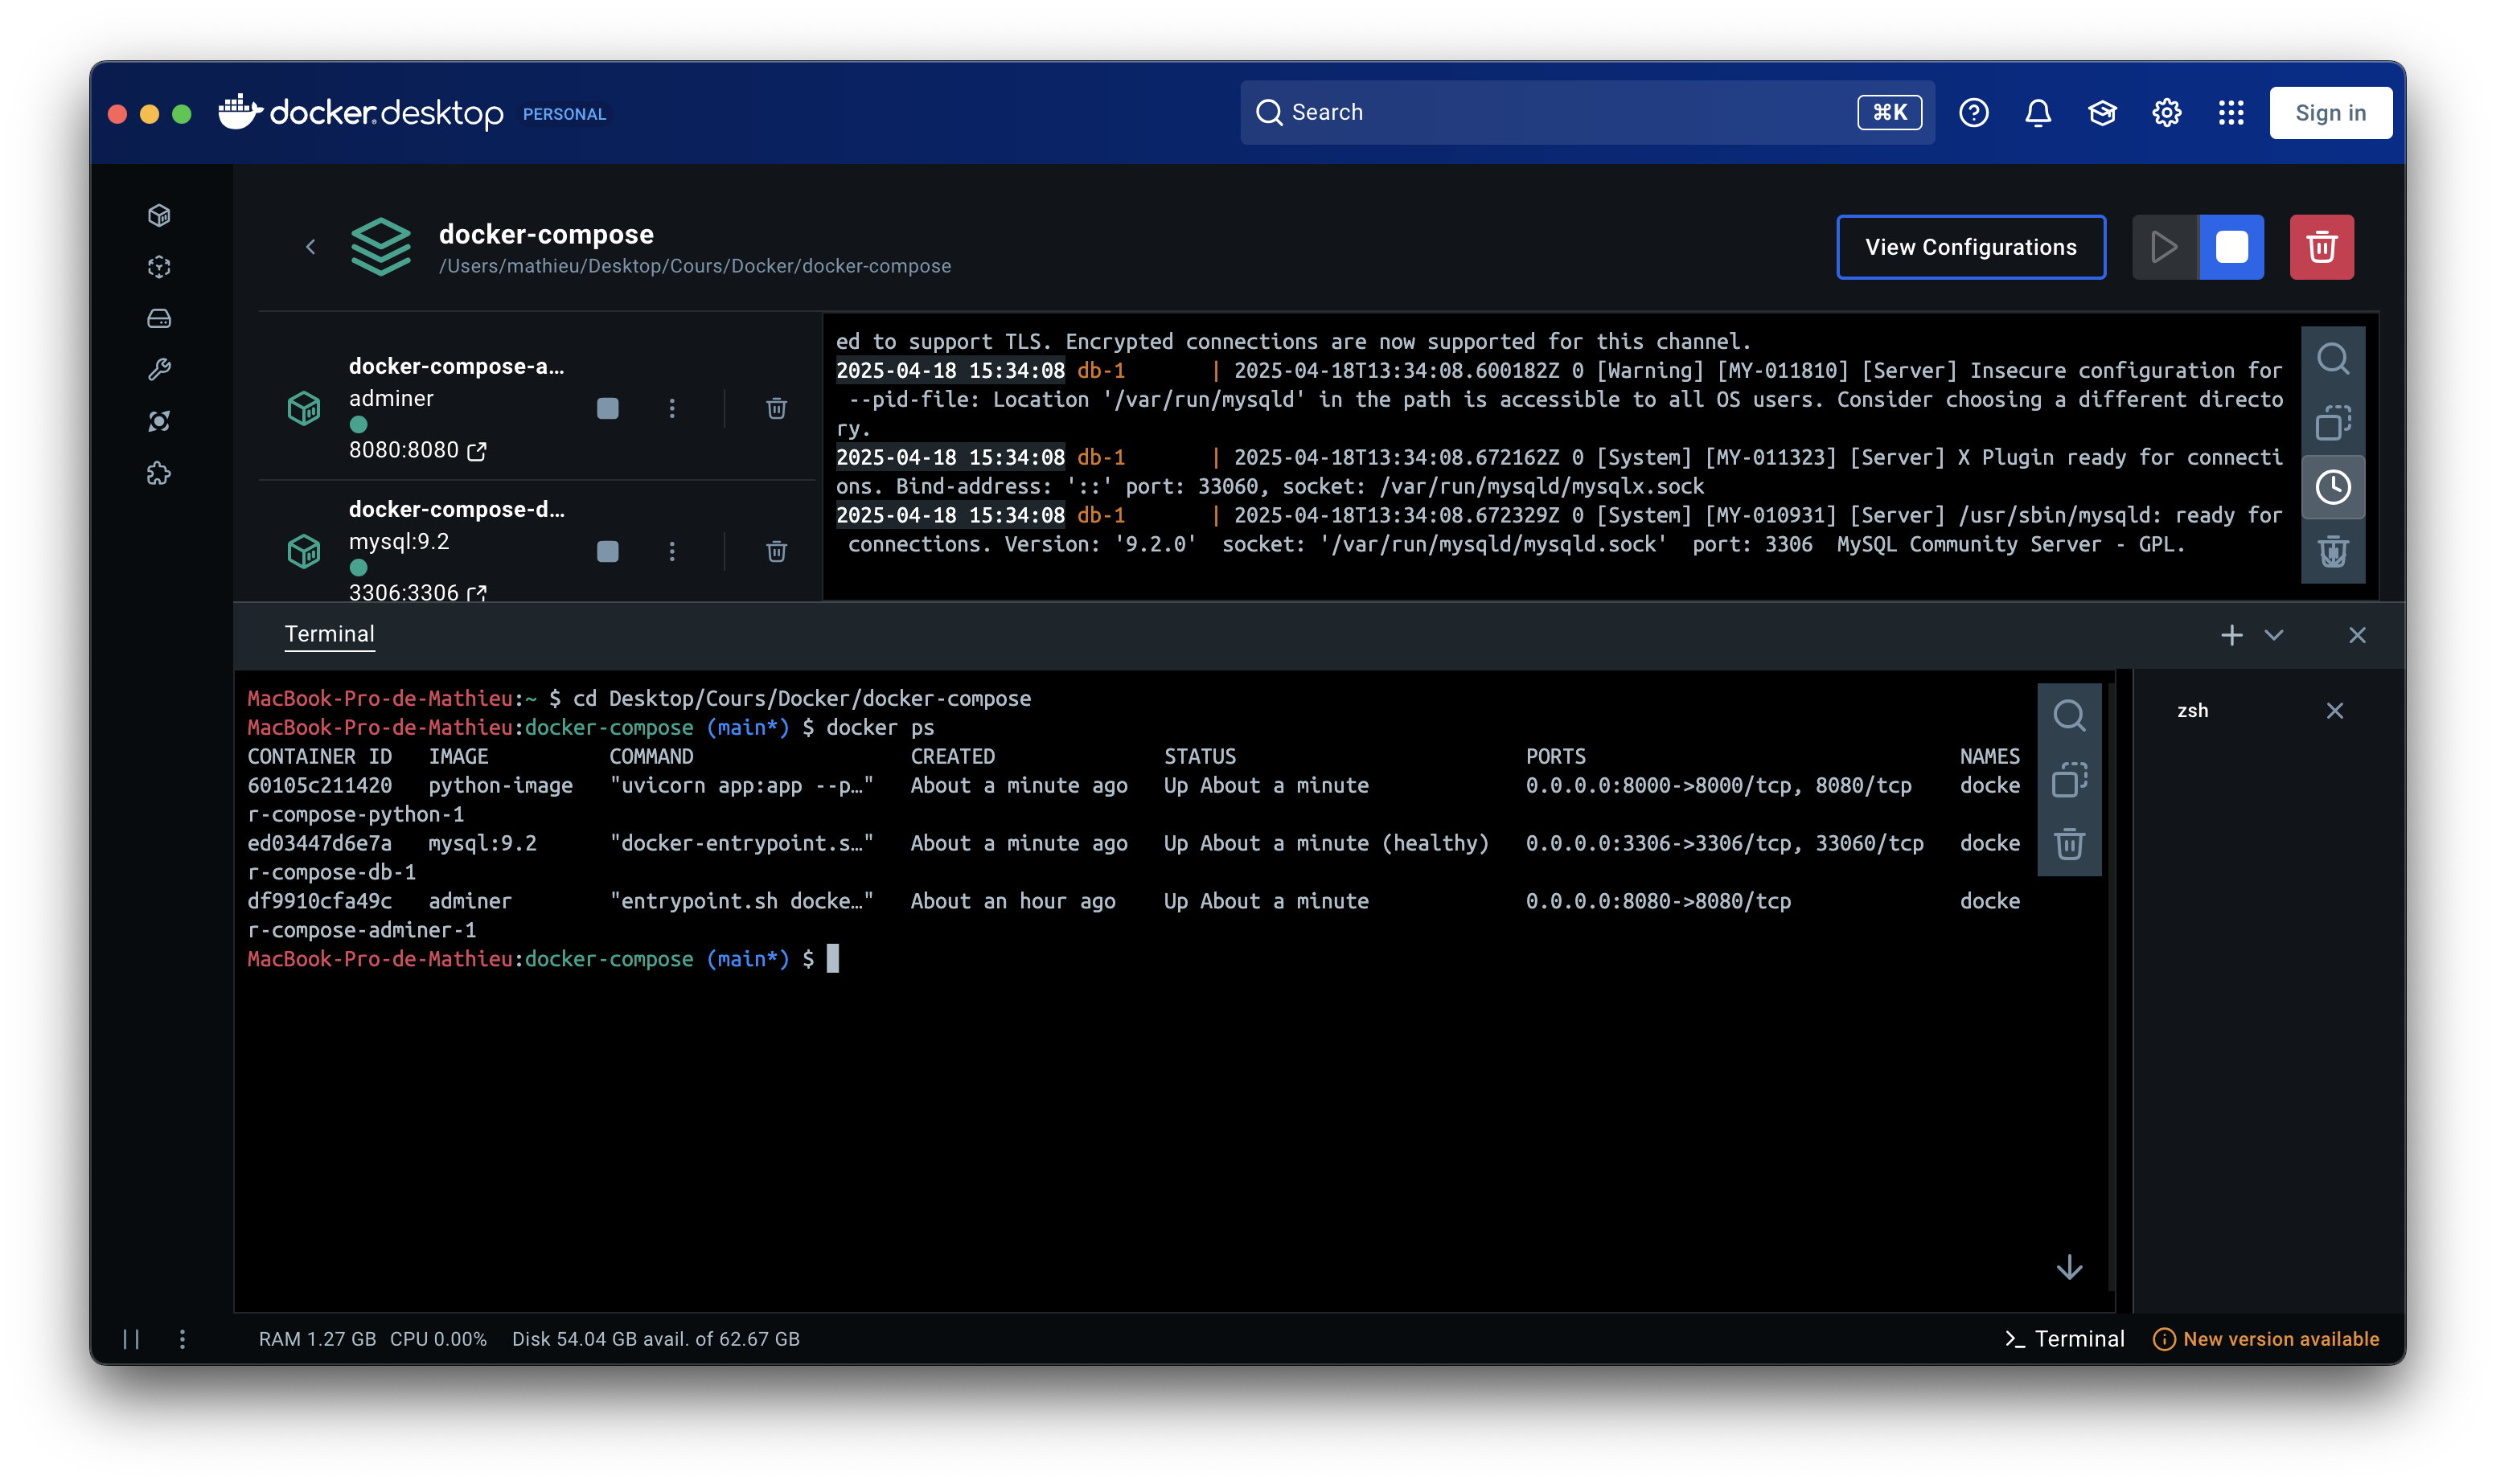 docker.desktop PERSONAL
Search ⌘K
Sign in
docker-compose
/Users/mathieu/Desktop/Cours/Docker/docker-compose
View Configurations
docker-compose-a...
adminer
8080:8080
docker-compose-d...
mysql:9.2
3306:3306
ed to support TLS. Encrypted connections are now supported for this channel.
2025-04-18 15:34:08 db-1 | 2025-04-18T13:34:08.600182Z 0 [Warning] [MY-011810] [Server] Insecure configuration for
--pid-file: Location '/var/run/mysqld' in the path is accessible to all OS users. Consider choosing a different directo
ry.
2025-04-18 15:34:08 db-1 | 2025-04-18T13:34:08.672162Z 0 [System] [MY-011323] [Server] X Plugin ready for connecti
ons. Bind-address: '::' port: 33060, socket: /var/run/mysqld/mysqlx.sock
2025-04-18 15:34:08 db-1 | 2025-04-18T13:34:08.672329Z 0 [System] [MY-010931] [Server] /usr/sbin/mysqld: ready for
connections. Version: '9.2.0'  socket: '/var/run/mysqld/mysqld.sock'  port: 3306  MySQL Community Server - GPL.
Terminal
MacBook-Pro-de-Mathieu:~ $ cd Desktop/Cours/Docker/docker-compose
MacBook-Pro-de-Mathieu:docker-compose (main*) $ docker ps
CONTAINER ID   IMAGE          COMMAND                  CREATED              STATUS                        PORTS                              NAMES
60105c211420   python-image   "uvicorn app:app --p…"   About a minute ago   Up About a minute             0.0.0.0:8000->8000/tcp, 8080/tcp   docke
r-compose-python-1
ed03447d6e7a   mysql:9.2      "docker-entrypoint.s…"   About a minute ago   Up About a minute (healthy)   0.0.0.0:3306->3306/tcp, 33060/tcp   docke
r-compose-db-1
df9910cfa49c   adminer        "entrypoint.sh docke…"   About an hour ago    Up About a minute             0.0.0.0:8080->8080/tcp             docke
r-compose-adminer-1
MacBook-Pro-de-Mathieu:docker-compose (main*) $
zsh
RAM 1.27 GB CPU 0.00% Disk 54.04 GB avail. of 62.67 GB
>_ Terminal
New version available